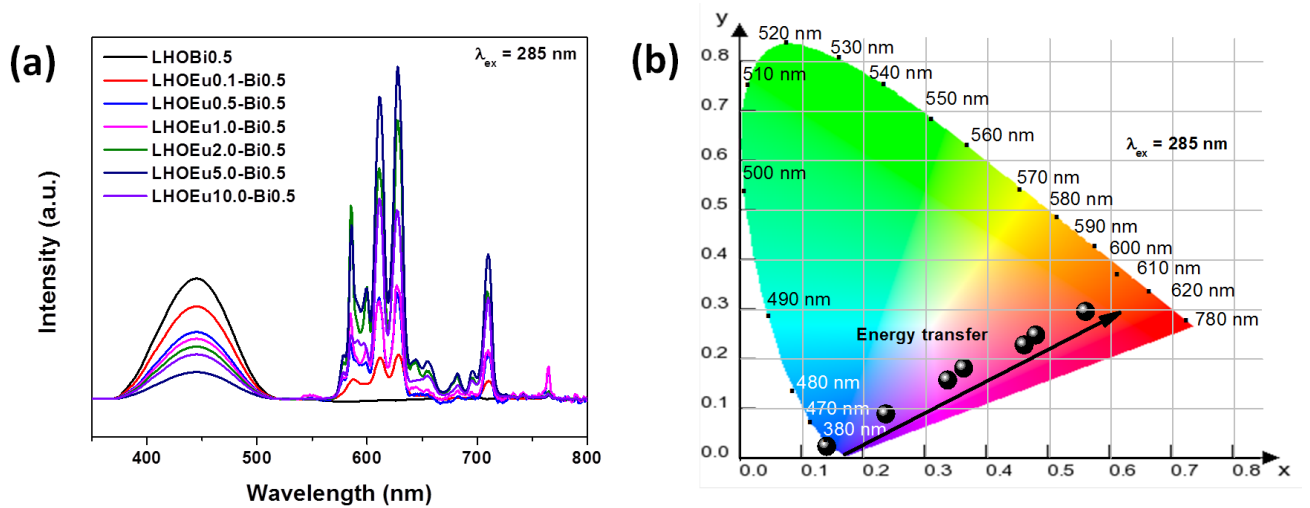 (a)
LHOBi0.5
LHOEu0.1-Bi0.5
LHOEu0.5-Bi0.5
LHOEu1.0-Bi0.5
LHOEu2.0-Bi0.5
LHOEu5.0-Bi0.5
LHOEu10.0-Bi0.5
λex = 285 nm
Intensity (a.u.)
400 500 600 700 800
Wavelength (nm)
(b)
y
520 nm
530 nm
540 nm
510 nm
550 nm
560 nm
λex = 285 nm
500 nm
570 nm
580 nm
590 nm
600 nm
610 nm
620 nm
780 nm
490 nm
Energy transfer
480 nm
470 nm
380 nm
0.8
0.7
0.6
0.5
0.4
0.3
0.2
0.1
0.0
0.0 0.1 0.2 0.3 0.4 0.5 0.6 0.7 0.8 x